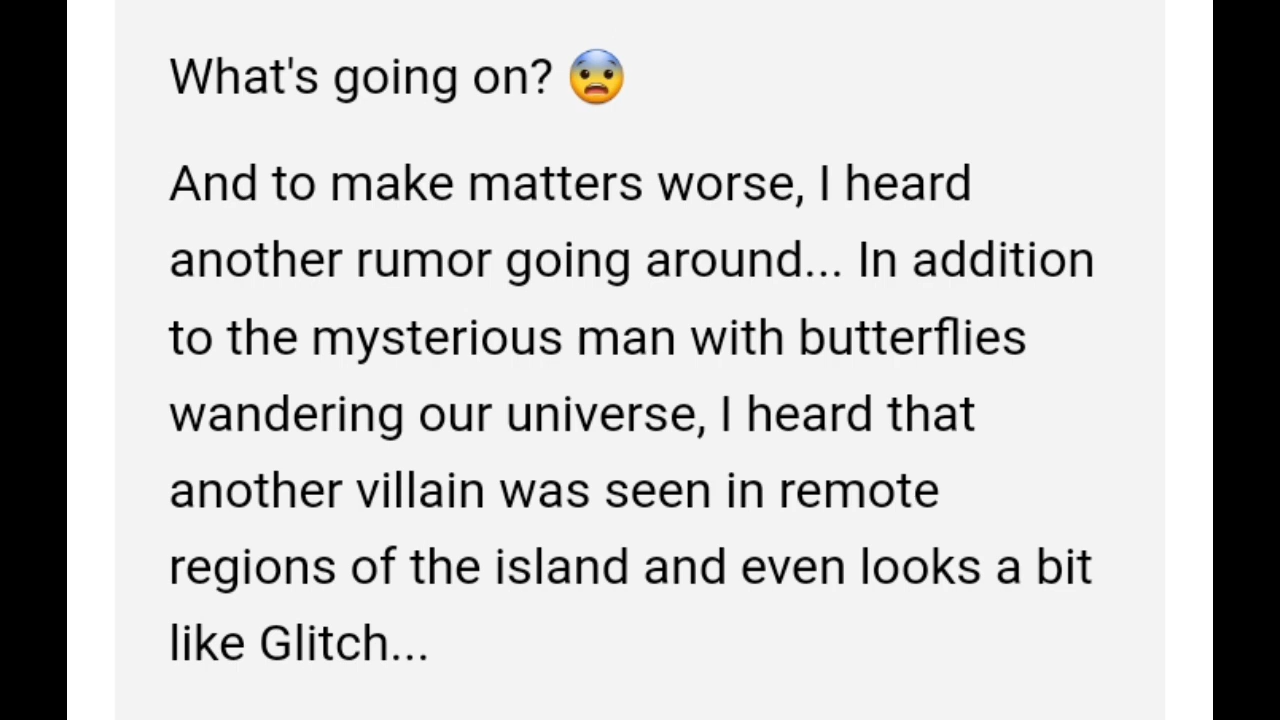 What's going on? 😨
And to make matters worse, I heard
another rumor going around... In addition
to the mysterious man with butterflies
wandering our universe, I heard that
another villain was seen in remote
regions of the island and even looks a bit
like Glitch...